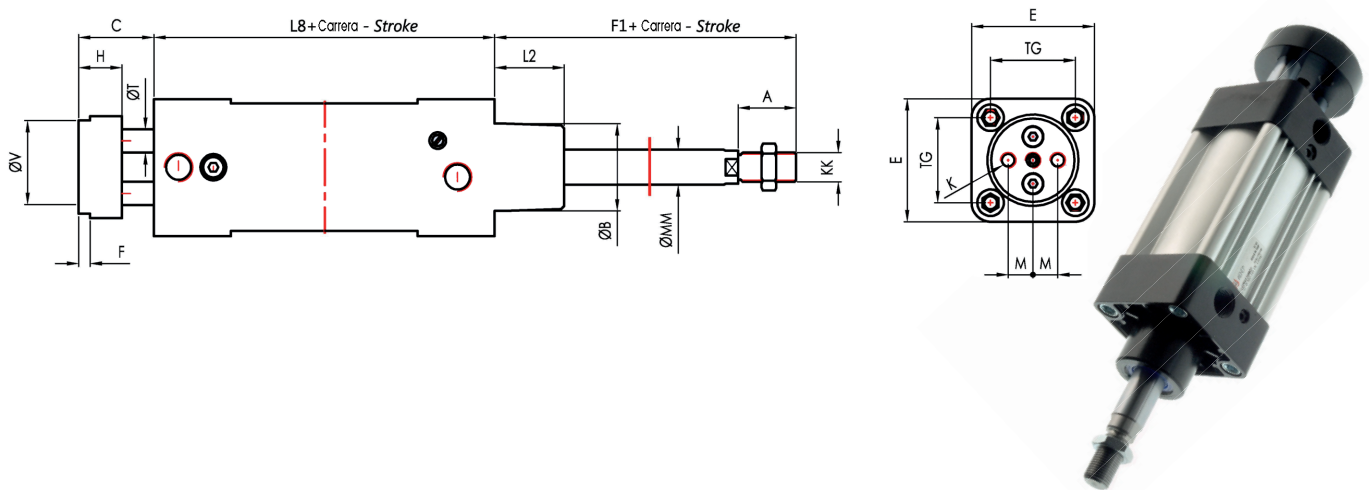 C
L8+ Carrera - Stroke
F1+ Carrera - Stroke
H
L2
ØT
A
ØV
KK
F
ØB
ØMM
E
TG
E
TG
K
M
M